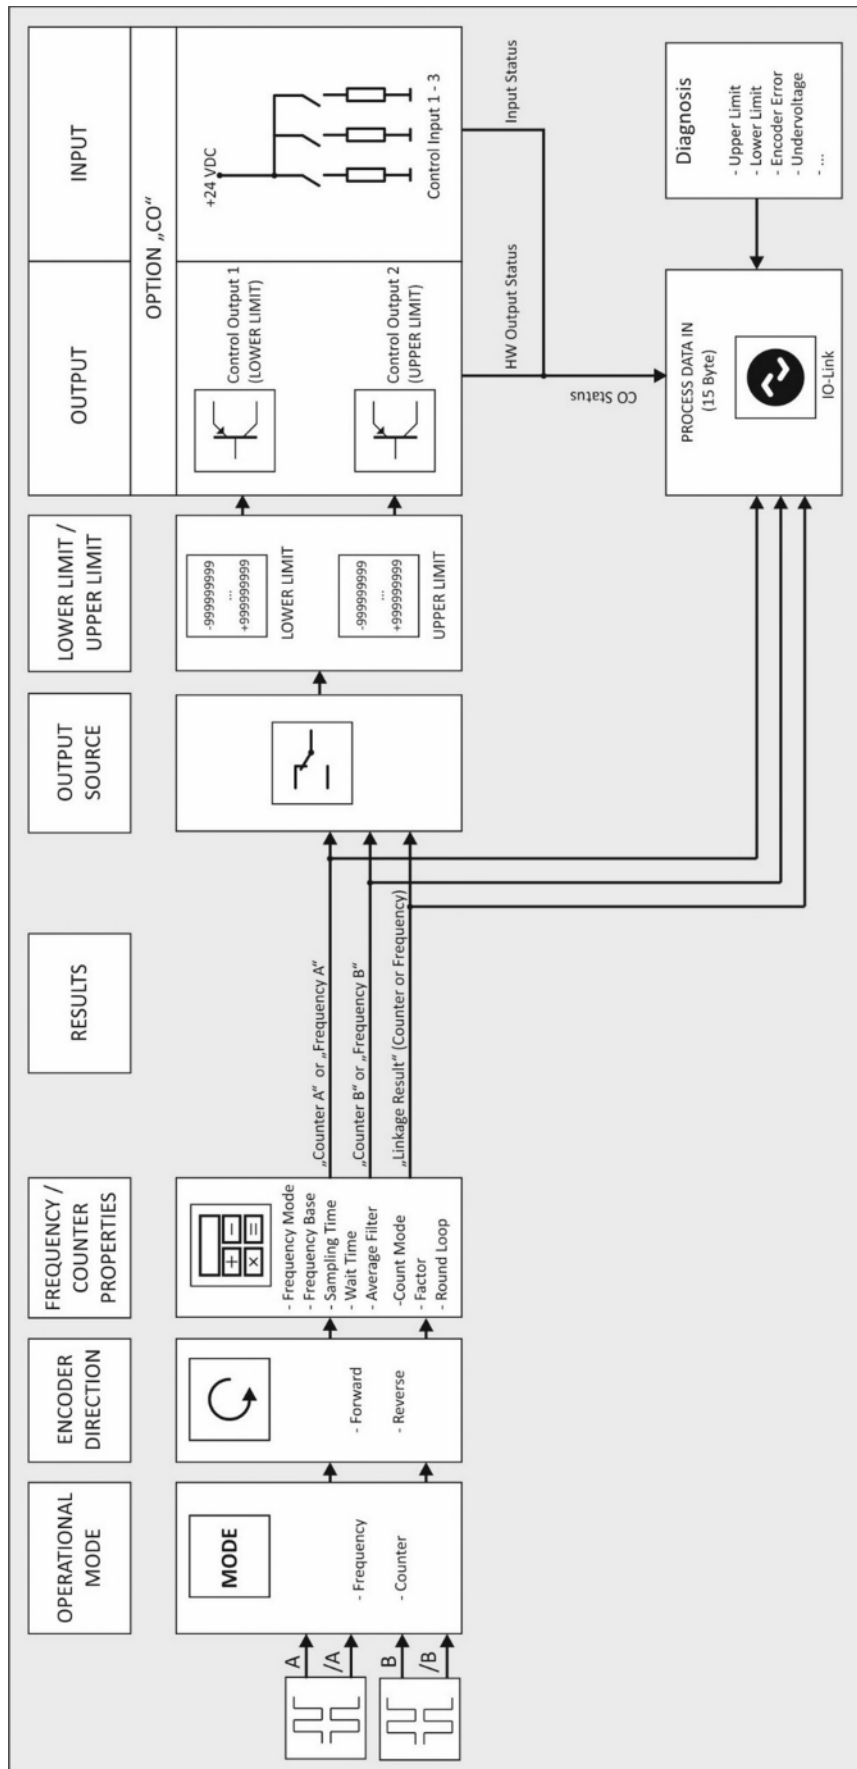 OPERATIONAL
MODE
ENCODER
DIRECTION
FREQUENCY /
COUNTER
PROPERTIES
RESULTS
OUTPUT
SOURCE
LOWER LIMIT /
UPPER LIMIT
OUTPUT
INPUT
OPTION „CO“
A
/A
B
/B
MODE
- Frequency
- Counter
- Forward
- Reverse
+ −
× =
- Frequency Mode
- Frequency Base
- Sampling Time
- Wait Time
- Average Filter
-Count Mode
- Factor
- Round Loop
„Counter A“ or „Frequency A“
„Counter B“ or „Frequency B“
„Linkage Result“ (Counter or Frequency)
-999999999
...
+999999999
LOWER LIMIT
-999999999
...
+999999999
UPPER LIMIT
Control Output 1
(LOWER LIMIT)
Control Output 2
(UPPER LIMIT)
+24 VDC
Control Input 1 - 3
HW Output Status
Input Status
CO Status
PROCESS DATA IN
(15 Byte)
IO-Link
Diagnosis
- Upper Limit
- Lower Limit
- Encoder Error
- Undervoltage
- ...